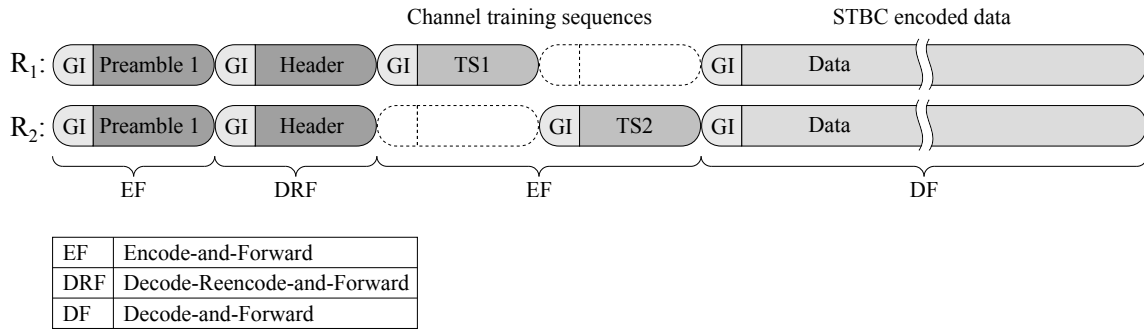 Channel training sequences STBC encoded data
R1: GI Preamble 1 GI Header GI TS1 GI Data
R2: GI Preamble 1 GI Header GI TS2 GI Data
EF DRF EF DF
EF Encode-and-Forward
DRF Decode-Reencode-and-Forward
DF Decode-and-Forward